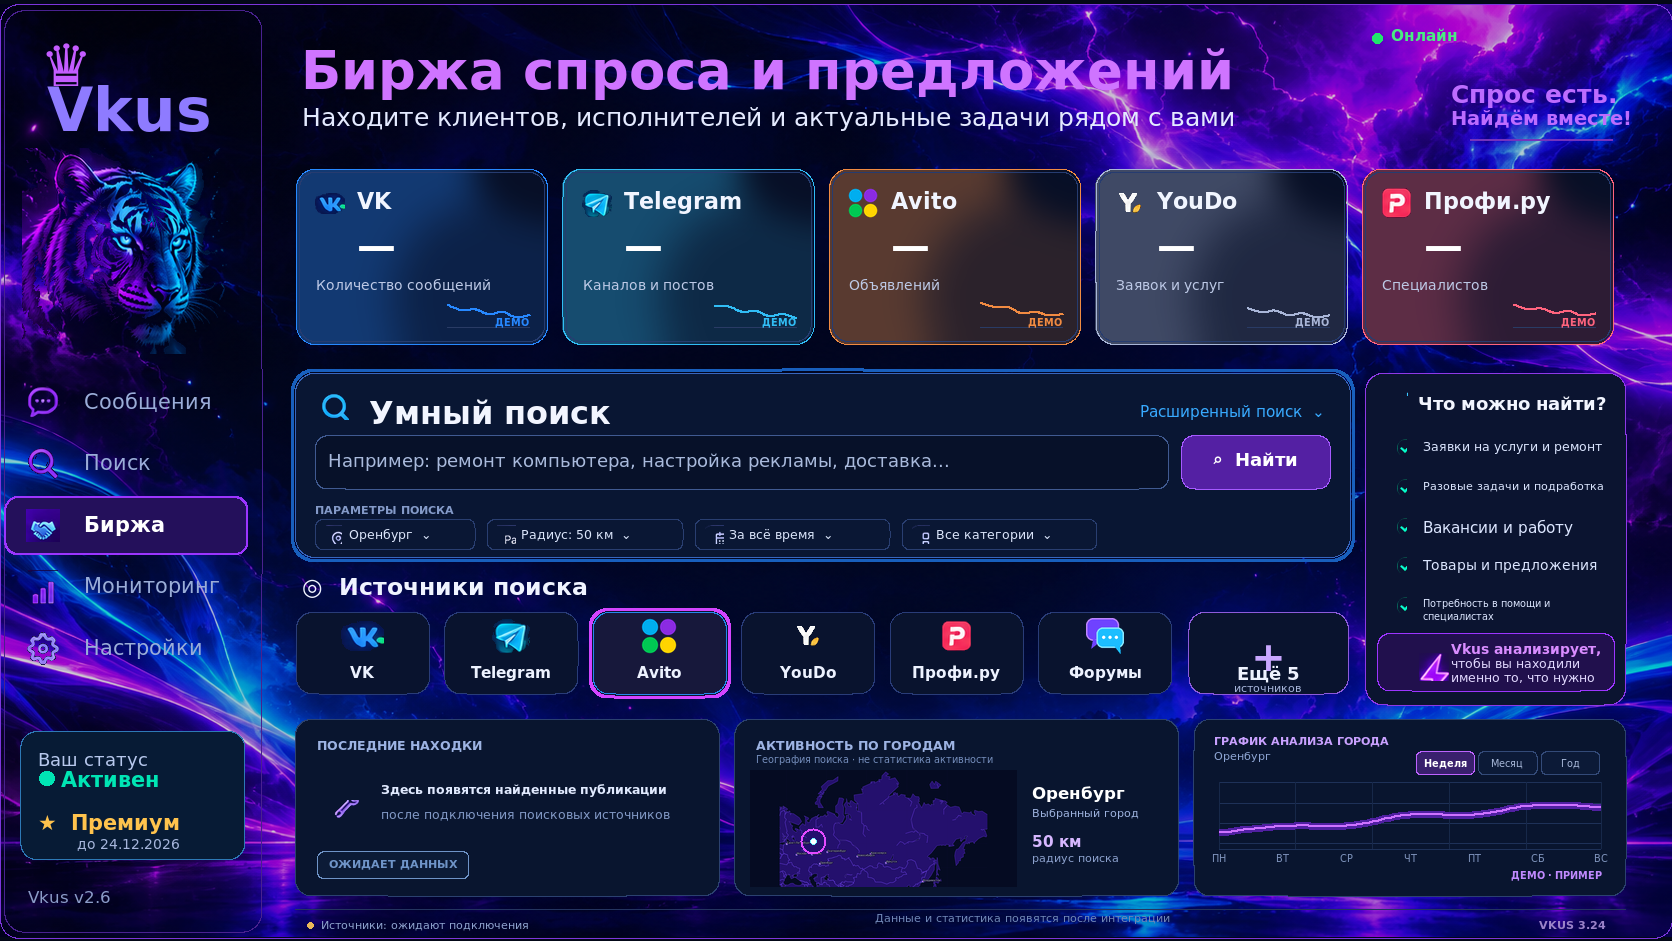 Vkus
Сообщения
Поиск
Биржа
Мониторинг
Настройки
Ваш статус
Активен
★ Премиум
до 24.12.2026
Vkus v2.6
Биржа спроса и предложений
Находите клиентов, исполнителей и актуальные задачи рядом с вами
Онлайн
Спрос есть.
Найдём вместе!
VK
—
Количество сообщений
ДЕМО
Telegram
—
Каналов и постов
ДЕМО
Avito
—
Объявлений
ДЕМО
YouDo
—
Заявок и услуг
ДЕМО
Профи.ру
—
Специалистов
ДЕМО
Умный поиск
Расширенный поиск
Например: ремонт компьютера, настройка рекламы, доставка...
Найти
ПАРАМЕТРЫ ПОИСКА
Оренбург
Радиус: 50 км
За всё время
Все категории
Что можно найти?
Заявки на услуги и ремонт
Разовые задачи и подработка
Вакансии и работу
Товары и предложения
Потребность в помощи и
специалистах
Vkus анализирует,
чтобы вы находили
именно то, что нужно
Источники поиска
VK
Telegram
Avito
YouDo
Профи.ру
Форумы
+
Ещё 5
источников
ПОСЛЕДНИЕ НАХОДКИ
Здесь появятся найденные публикации
после подключения поисковых источников
ОЖИДАЕТ ДАННЫХ
АКТИВНОСТЬ ПО ГОРОДАМ
География поиска · не статистика активности
Оренбург
Выбранный город
50 км
радиус поиска
ГРАФИК АНАЛИЗА ГОРОДА
Оренбург
Неделя Месяц Год
ПН ВТ СР ЧТ ПТ СБ ВС
ДЕМО · ПРИМЕР
Источники: ожидают подключения
Данные и статистика появятся после интеграции
VKUS 3.24